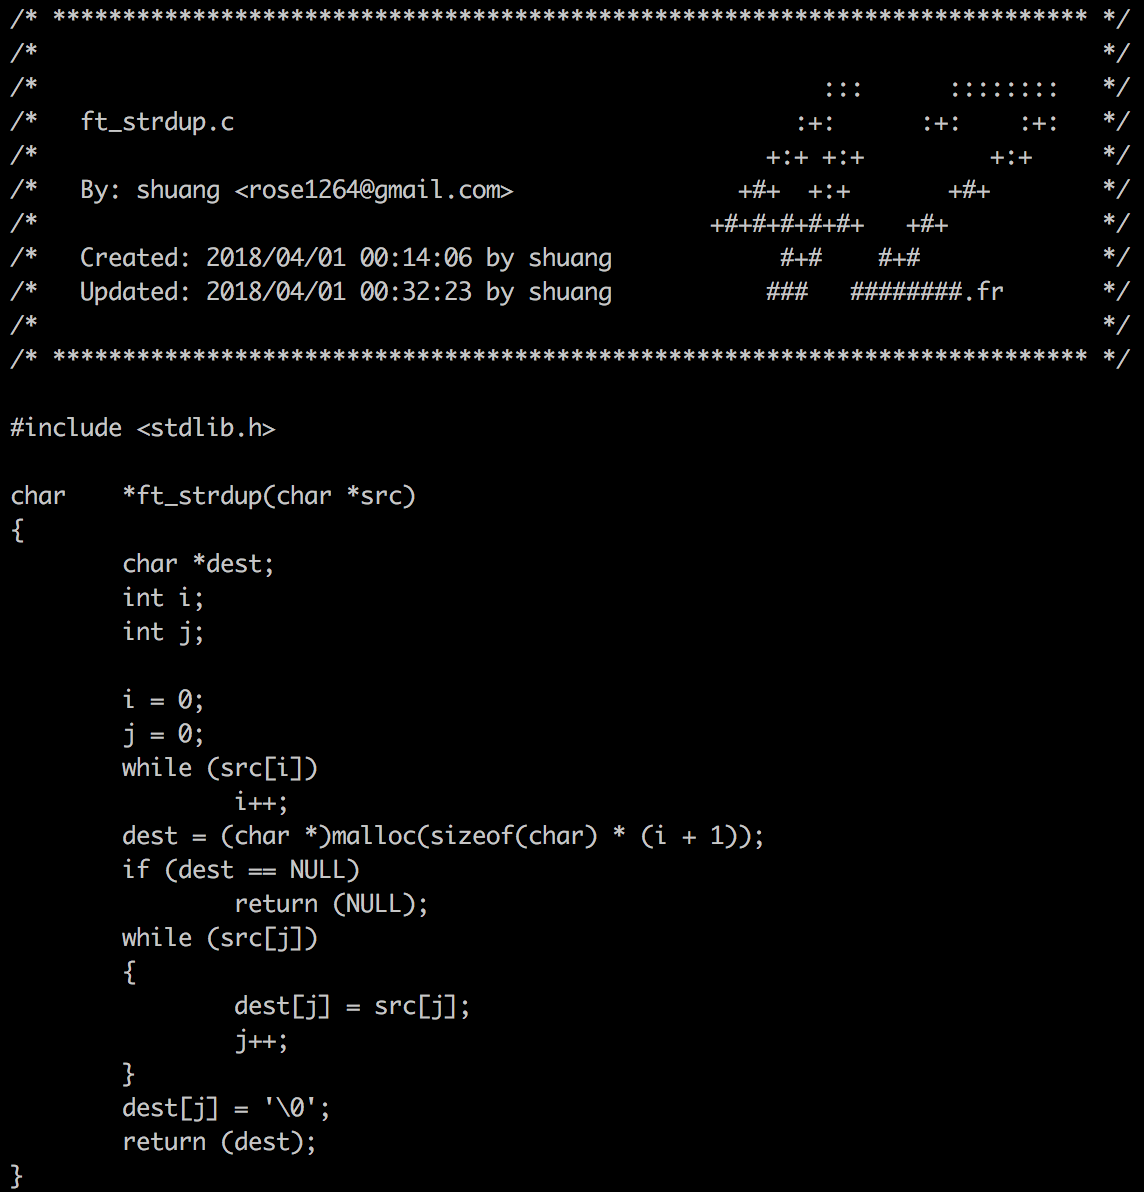 /* ************************************************************************** */
/*                                                                            */
/*                                                        :::      ::::::::   */
/*   ft_strdup.c                                        :+:      :+:    :+:   */
/*                                                    +:+ +:+         +:+     */
/*   By: shuang <rose1264@gmail.com>                +#+  +:+       +#+        */
/*                                                +#+#+#+#+#+   +#+           */
/*   Created: 2018/04/01 00:14:06 by shuang            #+#    #+#             */
/*   Updated: 2018/04/01 00:32:23 by shuang           ###   ########.fr       */
/*                                                                            */
/* ************************************************************************** */

#include <stdlib.h>

char    *ft_strdup(char *src)
{
        char *dest;
        int i;
        int j;

        i = 0;
        j = 0;
        while (src[i])
                i++;
        dest = (char *)malloc(sizeof(char) * (i + 1));
        if (dest == NULL)
                return (NULL);
        while (src[j])
        {
                dest[j] = src[j];
                j++;
        }
        dest[j] = '\0';
        return (dest);
}